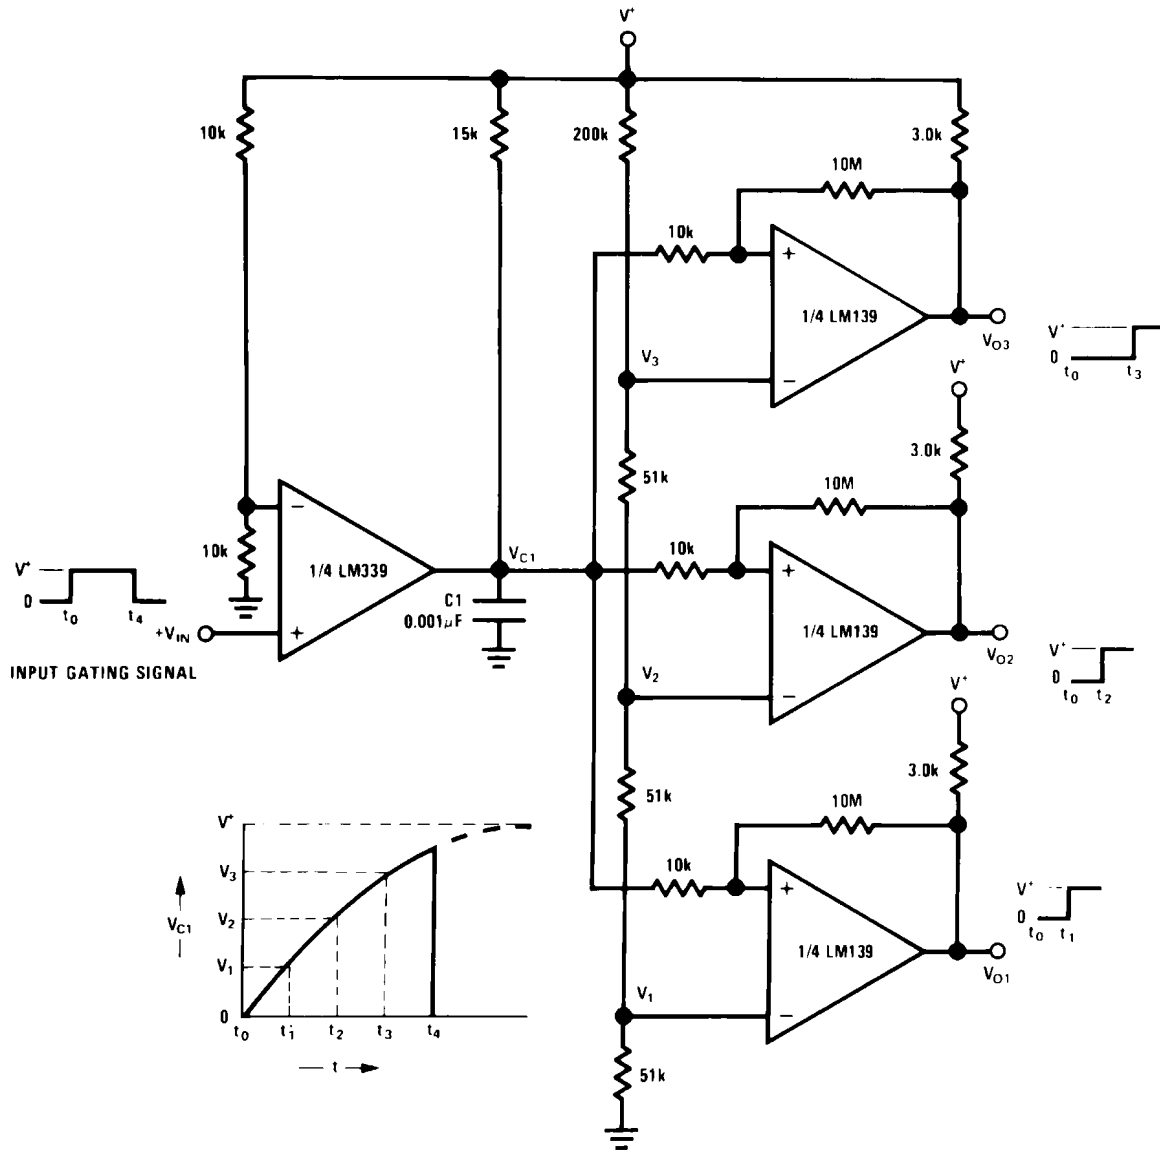 V+
10k
15k
200k
3.0k
10M
10k
+
1/4 LM139
−
V3
VO3
V+
0
t0 t3
V+
51k
3.0k
10M
10k
−
1/4 LM339
+
VC1
C1
0.001µF
10k
+
1/4 LM139
−
V2
VO2
V+
0
t0 t2
V+
0
t0 t4
+VIN
INPUT GATING SIGNAL
V+
51k
3.0k
10M
10k
+
1/4 LM139
−
V1
VO1
V+
0
t0 t1
51k
V+
V3
V2
V1
0
VC1
t0 t1 t2 t3 t4
t